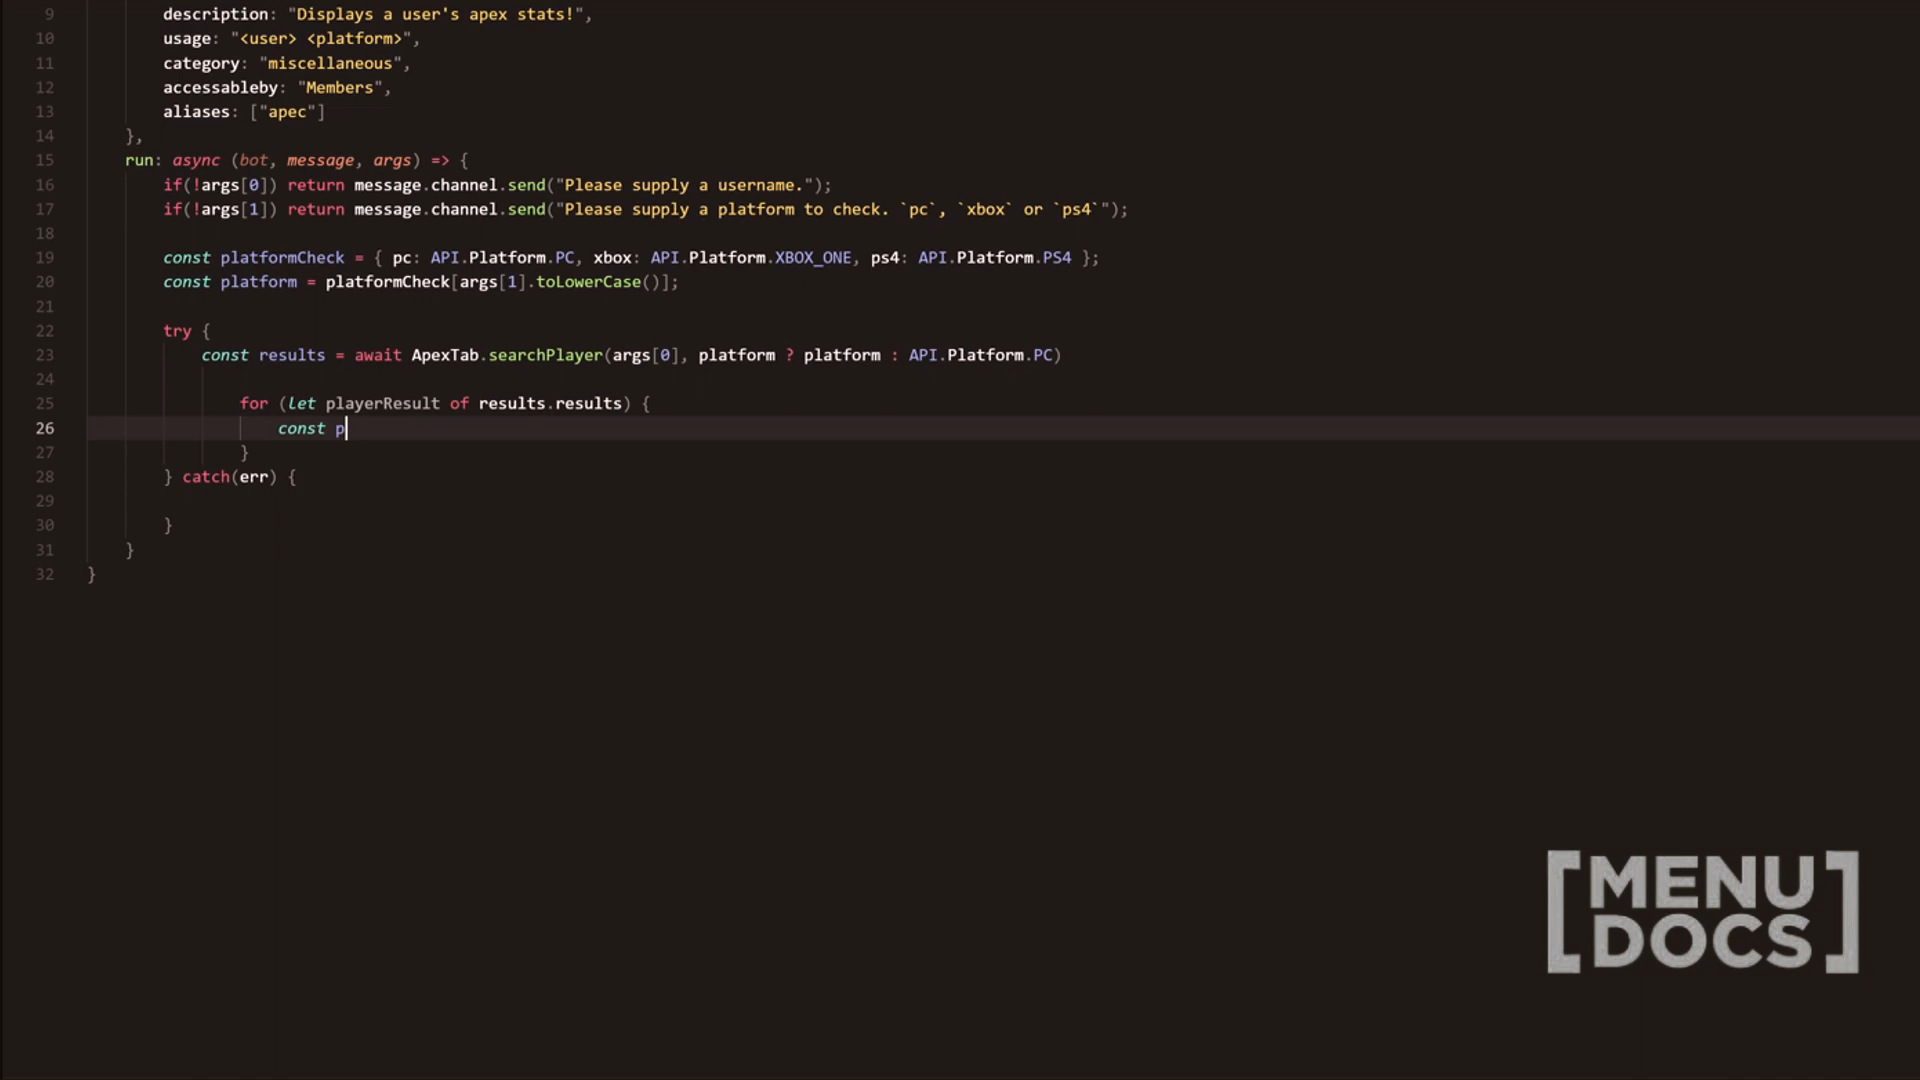 9 description: "Displays a user's apex stats!",
10 usage: "<user> <platform>",
11 category: "miscellaneous",
12 accessableby: "Members",
13 aliases: ["apec"]
14 },
15 run: async (bot, message, args) => {
16 if(!args[0]) return message.channel.send("Please supply a username.");
17 if(!args[1]) return message.channel.send("Please supply a platform to check. `pc`, `xbox` or `ps4`");
18
19 const platformCheck = { pc: API.Platform.PC, xbox: API.Platform.XBOX_ONE, ps4: API.Platform.PS4 };
20 const platform = platformCheck[args[1].toLowerCase()];
21
22 try {
23 const results = await ApexTab.searchPlayer(args[0], platform ? platform : API.Platform.PC)
24
25 for (let playerResult of results.results) {
26 const p
27 }
28 } catch(err) {
29
30 }
31 }
32 }
[MENU
DOCS]